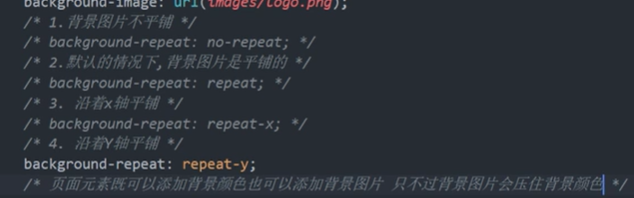 background-image: url(images/logo.png);
/* 1.背景图片不平铺 */
/* background-repeat: no-repeat; */
/* 2.默认的情况下,背景图片是平铺的 */
/* background-repeat: repeat; */
/* 3. 沿着x轴平铺 */
/* background-repeat: repeat-x; */
/* 4. 沿着Y轴平铺 */
background-repeat: repeat-y;
/* 页面元素既可以添加背景颜色也可以添加背景图片 只不过背景图片会压住背景颜色 */